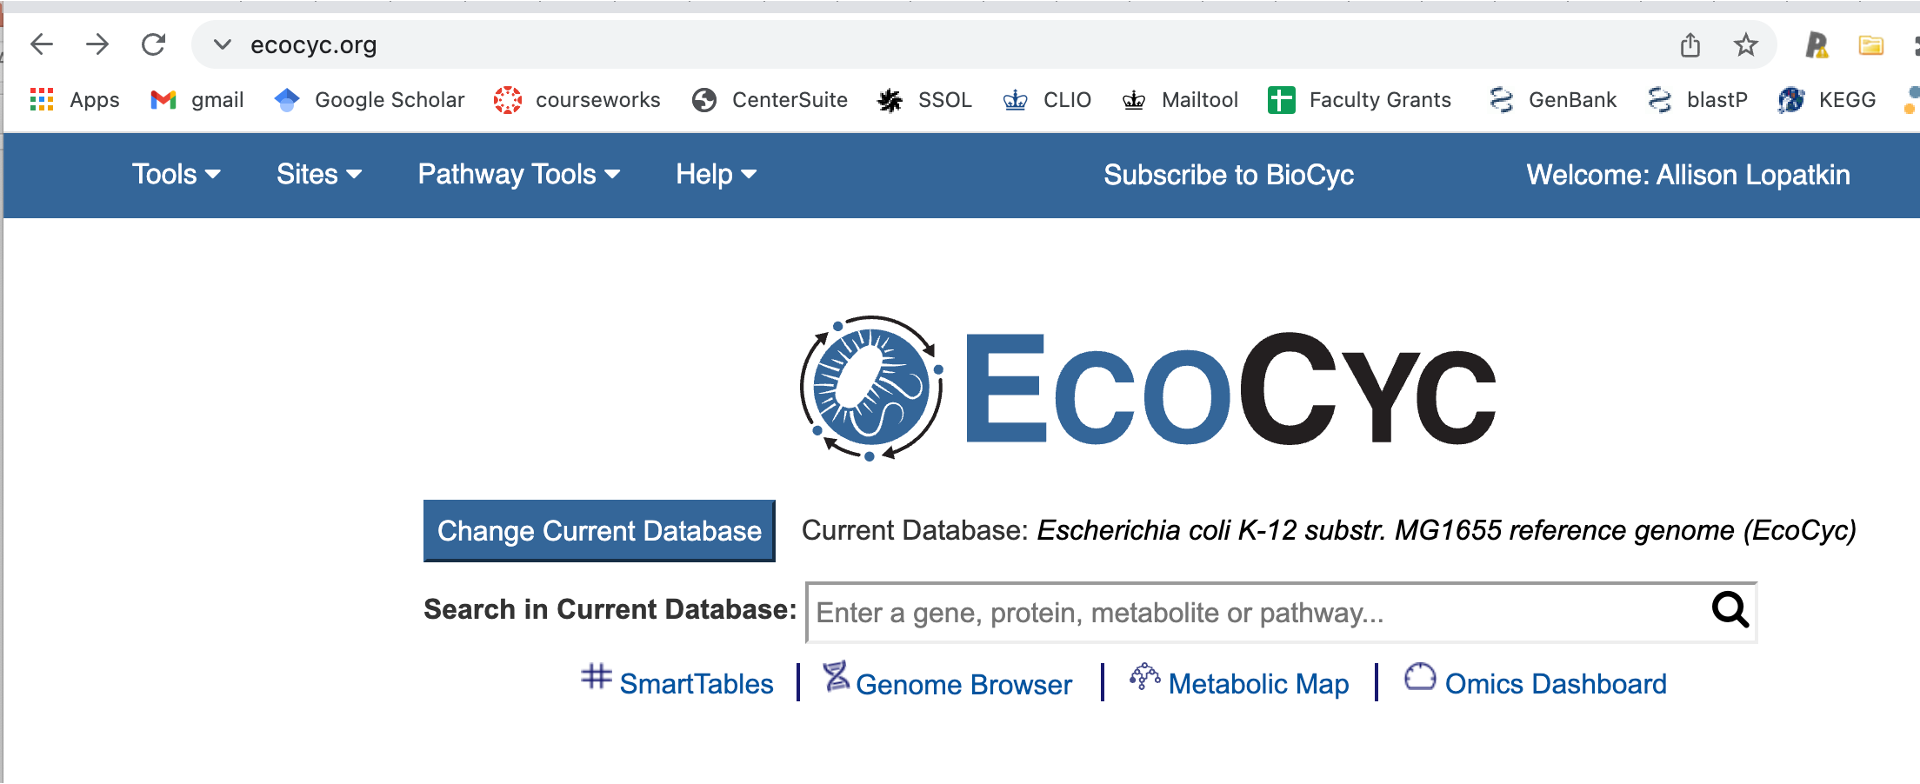 ecocyc.org
Apps gmail Google Scholar courseworks CenterSuite SSOL CLIO Mailtool Faculty Grants GenBank blastP KEGG
Tools Sites Pathway Tools Help Subscribe to BioCyc Welcome: Allison Lopatkin
ECOCYC
Change Current Database Current Database: Escherichia coli K-12 substr. MG1655 reference genome (EcoCyc)
Search in Current Database: Enter a gene, protein, metabolite or pathway...
SmartTables Genome Browser Metabolic Map Omics Dashboard